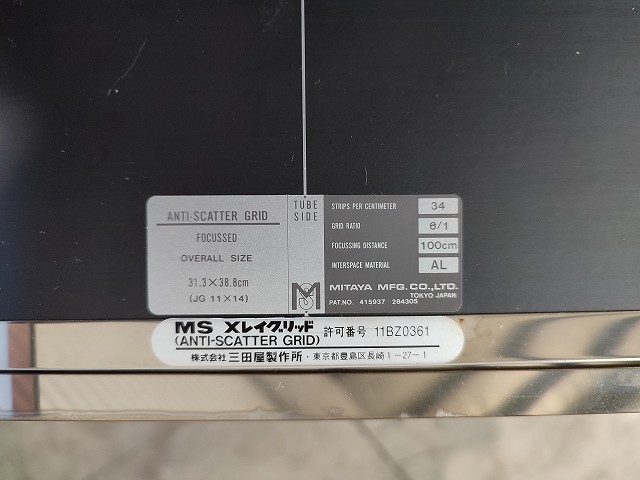 ANTI-SCATTER GRID
FOCUSSED
OVERALL SIZE
31.3×38.8cm
(JG 11×14)
TUBE
SIDE
M
STRIPS PER CENTIMETER 34
GRID RATIO 8/1
FOCUSSING DISTANCE 100cm
INTERSPACE MATERIAL AL
MITAYA MFG.CO.,LTD.
TOKYO JAPAN
PAT.NO. 415937 284305
MS Xレイグリッド 許可番号 11BZ0361
(ANTI-SCATTER GRID)
株式会社 三田屋製作所・東京都豊島区長崎1-27-1